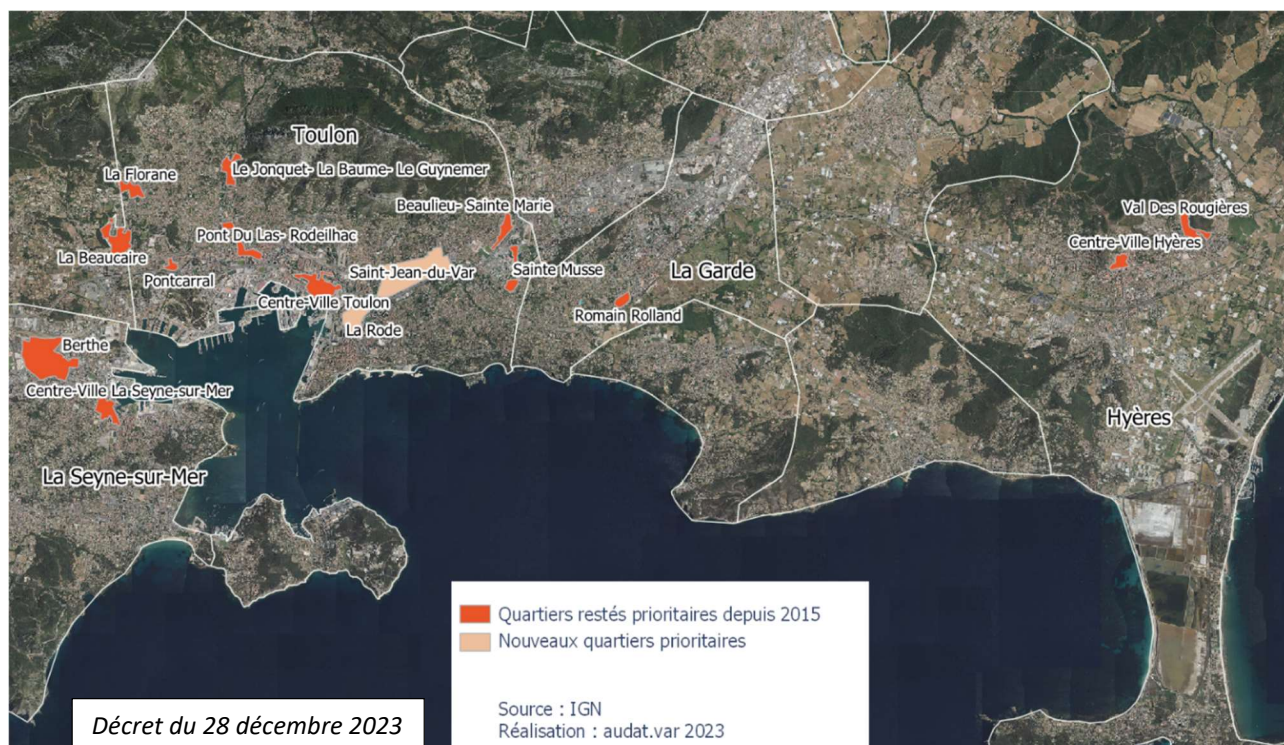 Toulon
La Florane
Le Jonquet- La Baume- Le Guynemer
Beaulieu- Sainte Marie
Val Des Rougières
Pont Du Las- Rodeilhac
La Beaucaire
Centre-Ville Hyères
Pontcarral
Saint-Jean-du-Var
Sainte Musse
La Garde
Centre-Ville Toulon
Romain Rolland
La Rode
Berthe
Centre-Ville La Seyne-sur-Mer
Hyères
La Seyne-sur-Mer
Quartiers restés prioritaires depuis 2015
Nouveaux quartiers prioritaires
Source : IGN
Réalisation : audat.var 2023
Décret du 28 décembre 2023